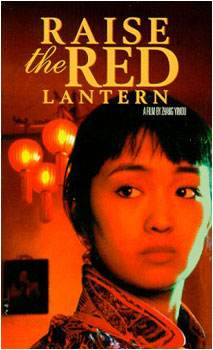 RAISE
the RED
LANTERN
A FILM BY ZHANG YIMOU